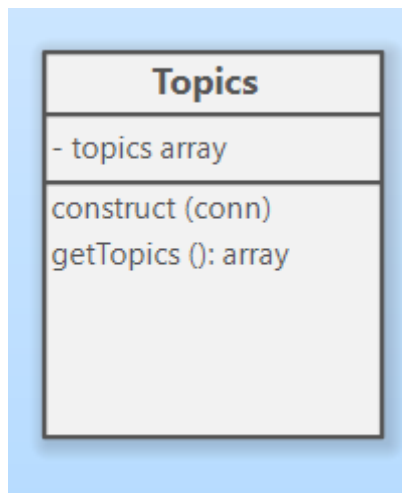 Topics
- topics array
construct (conn)
getTopics (): array